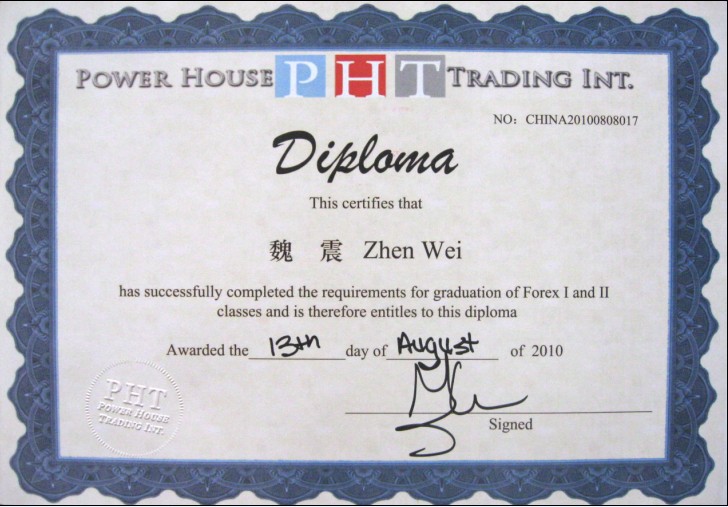 POWER HOUSE PHT TRADING INT.
NO: CHINA20100808017
Diploma
This certifies that
魏 震 Zhen Wei
has successfully completed the requirements for graduation of Forex I and II
classes and is therefore entitles to this diploma
Awarded the 13th day of August of 2010
Signed
PHT
POWER HOUSE
TRADING INT.